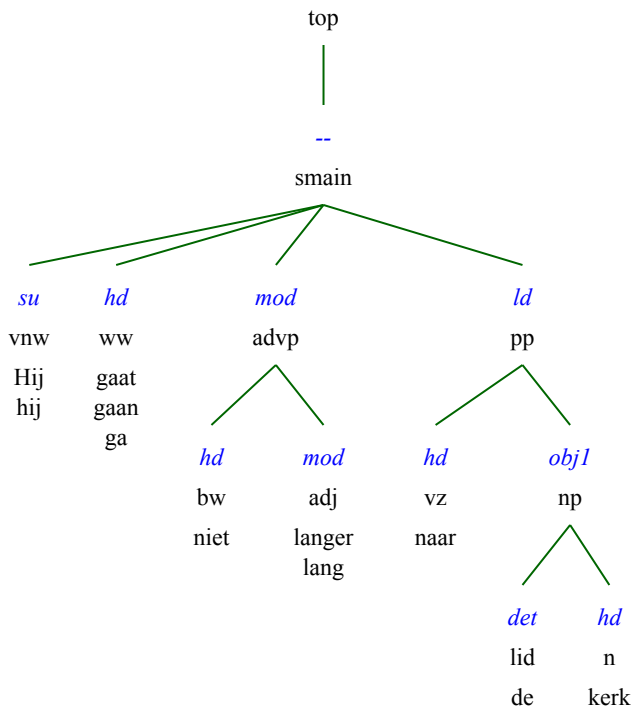 top
--
smain
su hd mod ld
vnw ww advp pp
Hij gaat
hij gaan
ga
hd mod hd obj1
bw adj vz np
niet langer naar
lang
det hd
lid n
de kerk